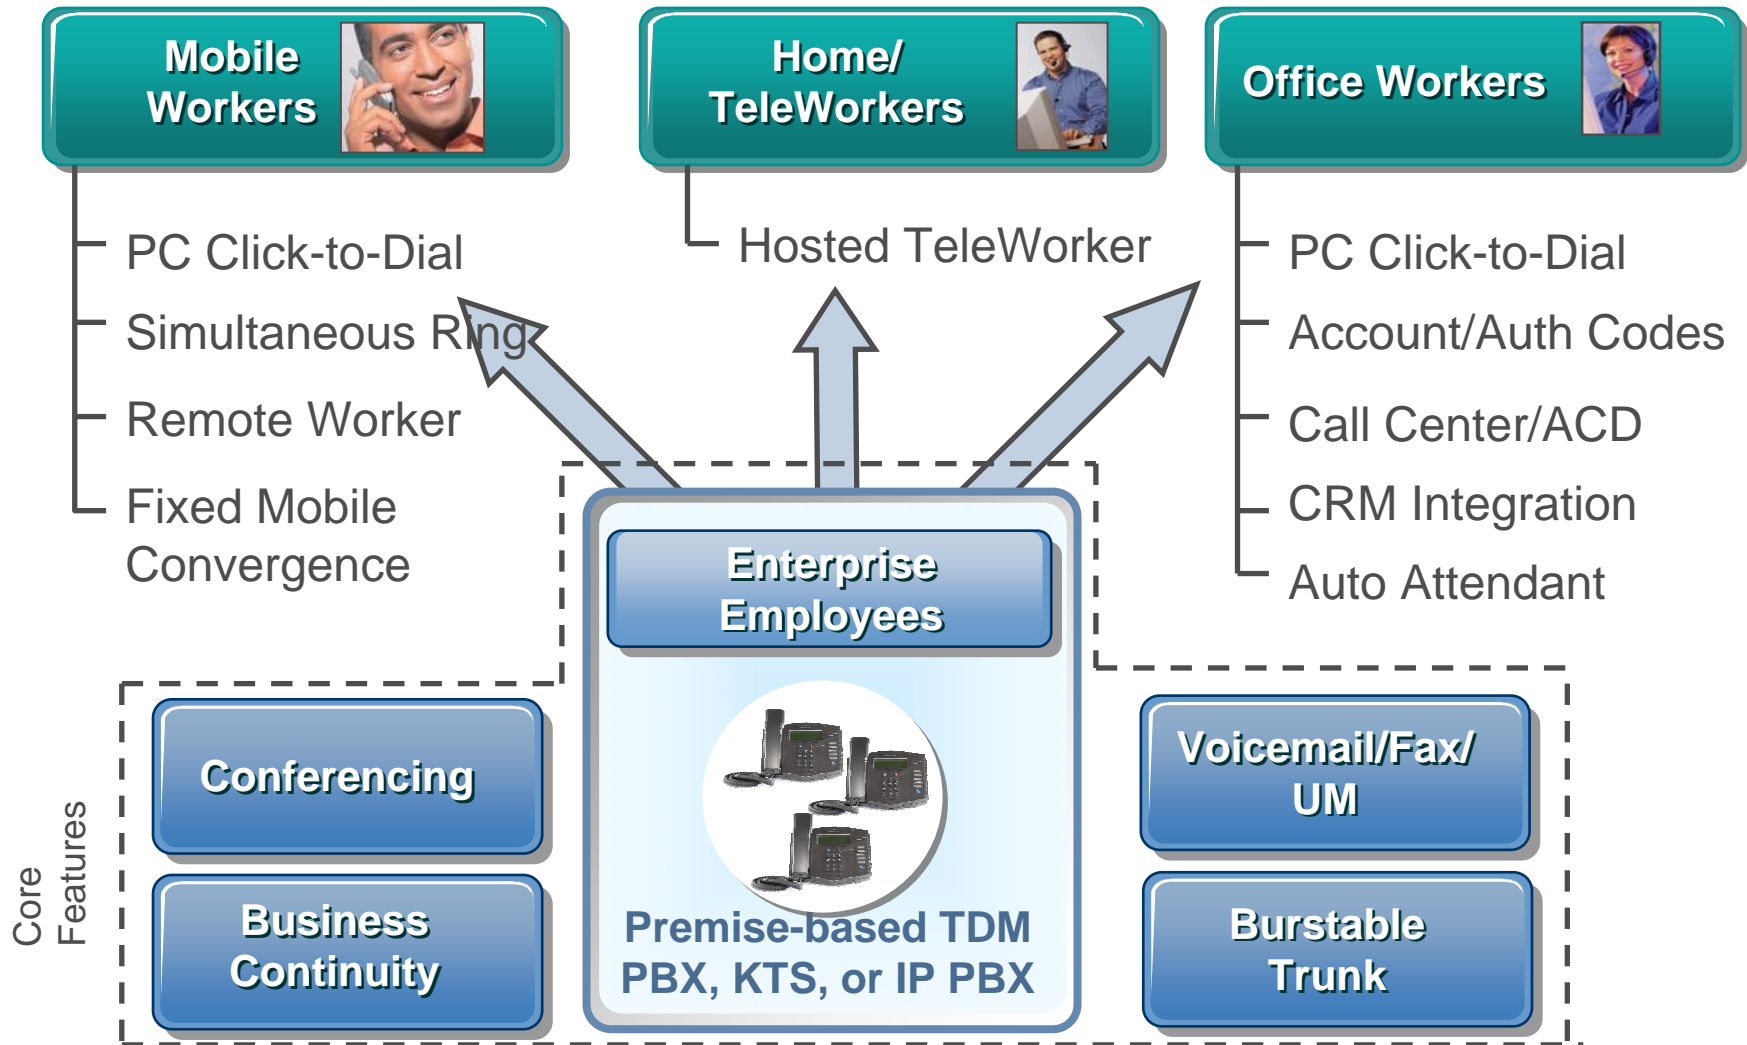 Mobile
Workers
Home/
TeleWorkers
Office Workers
PC Click-to-Dial
Simultaneous Ring
Remote Worker
Fixed Mobile
Convergence
Hosted TeleWorker
PC Click-to-Dial
Account/Auth Codes
Call Center/ACD
CRM Integration
Auto Attendant
Enterprise
Employees
Premise-based TDM
PBX, KTS, or IP PBX
Core
Features
Conferencing
Business
Continuity
Voicemail/Fax/
UM
Burstable
Trunk